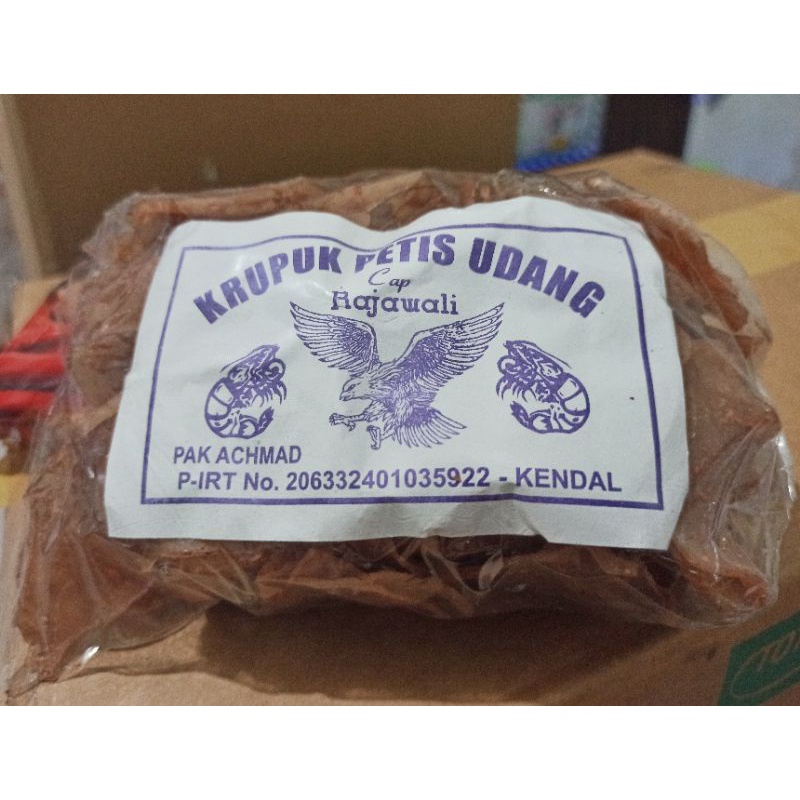 KRUPUK PETIS UDANG
Cap
Rajawali
PAK ACHMAD
P-IRT No. 206332401035922 - KENDAL